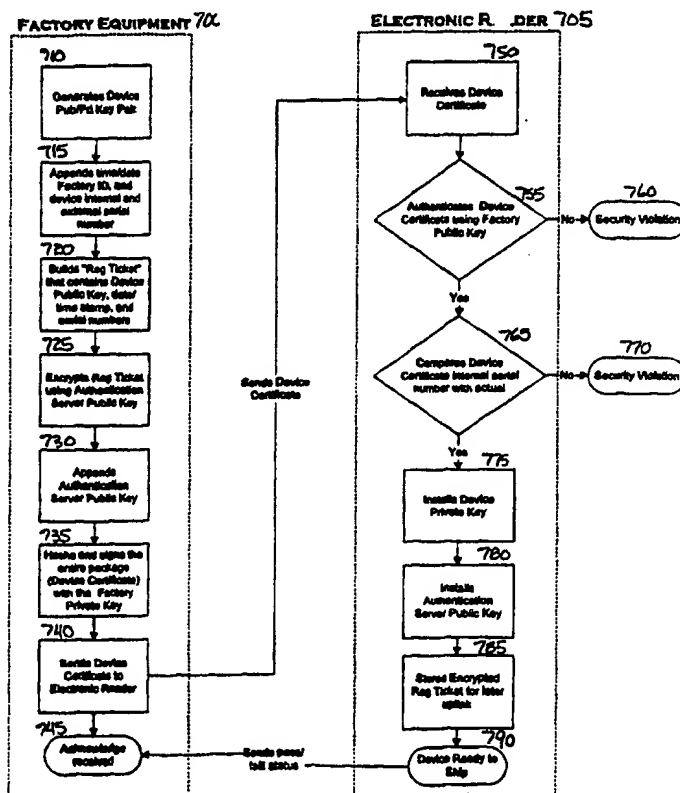 FACTORY EQUIPMENT
710
Generates Device
Pub/Pri Key Pair
715
Appends time/date
Factory ID, and
device internal and
external serial
number
720
Builds "Reg Ticket"
that contains Device
Public Key, date/
time stamp, and
serial numbers
725
Encrypts Reg Ticket
using Authentication
Server Public Key
730
Appends
Authentication
Server Public Key
735
Hashs and signs the
entire package
(Device Certificate)
with the Factory
Private Key
740
Sends Device
Certificate to
Electronic Reader
745
Acknowledge
received
Sends Device
Certificate
Sends pass/
fail status
ELECTRONIC R DER 705
750
Receives Device
Certificate
755
Authenticates Device
Certificate using Factory
Public Key
No
760
Security Violation
Yes
765
Compares Device
Certificate internal serial
number with actual
No
770
Security Violation
Yes
775
Installs Device
Private Key
780
Installs
Authentication
Server Public Key
785
Stores Encrypted
Reg Ticket for later
uplink
790
Device Ready to
Ship